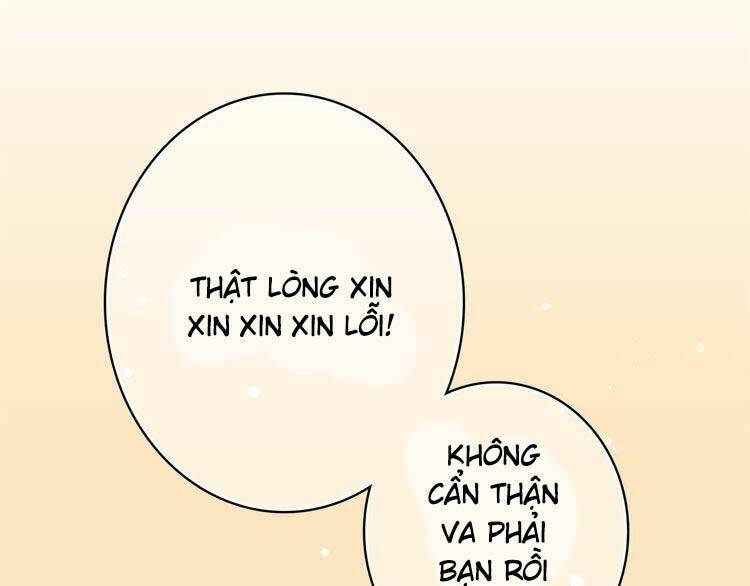 THẬT LÒNG XIN
XIN XIN XIN LỖI!
KHÔNG
CẨN THẬN
VA PHẢI
BẠN RỒI